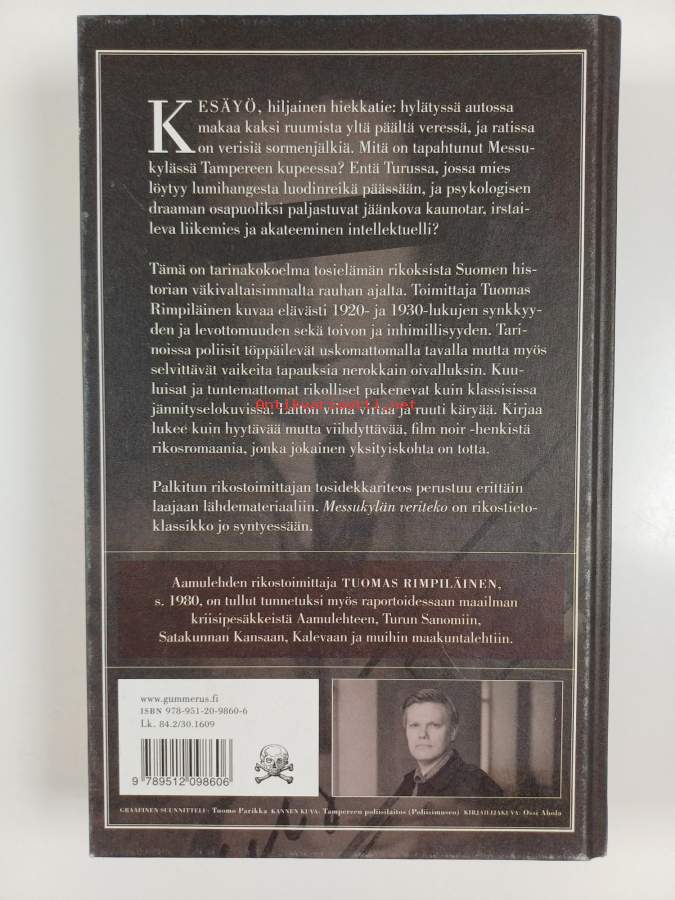 KESÄYÖ, hiljainen hiekkatie: hylätyssä autossa
makaa kaksi ruumista yltä päältä veressä, ja ratissa
on verisiä sormenjälkiä. Mitä on tapahtunut Messu-
kylässä Tampereen kupeessa? Entä Turussa, jossa mies
löytyy lumihangesta luodinreikä päässään, ja psykologisen
draaman osapuoliksi paljastuvat jäänkova kaunotar, irstai-
leva liikemies ja akateeminen intellektuelli?
Tämä on tarinakokoelma tosielämän rikoksista Suomen his-
torian väkivaltaisimmalta rauhan ajalta. Toimittaja Tuomas
Rimpiläinen kuvaa elävästi 1920- ja 1930-lukujen synkkyy-
den ja levottomuuden sekä toivon ja inhimillisyyden. Tari-
noissa poliisit töppäilevät uskomattomalla tavalla mutta myös
selvittävät vaikeita tapauksia nerokkain oivalluksin. Kuu-
luisat ja tuntemattomat rikolliset pakenevat kuin klassisissa
jännityselokuvissa. Laiton viina virtaa ja ruuti käryää. Kirjaa
Antikvariaatti.net
lukee kuin hyytävää mutta viihdyttävää, film noir -henkistä
rikosromaania, jonka jokainen yksityiskohta on totta.
Palkitun rikostoimittajan tosidekkariteos perustuu erittäin
laajaan lähdemateriaaliin. Messukylän veriteko on rikostieto-
klassikko jo syntyessään.
Aamulehden rikostoimittaja TUOMAS RIMPILÄINEN,
s. 1980, on tullut tunnetuksi myös raportoidessaan maailman
kriisipesäkkeistä Aamulehteen, Turun Sanomiin,
Satakunnan Kansaan, Kalevaan ja muihin maakuntalehtiin.
www.gummerus.fi
ISBN 978-951-20-9860-6
Lk. 84.2/30.1609
9 789512 098606
GRAAFINEN SUUNNITTELU: Tuomo Parikka KANNEN KUVA: Tampereen poliisilaitos (Poliisimuseo) KIRJAILIJAKUVA: Ossi Ahola